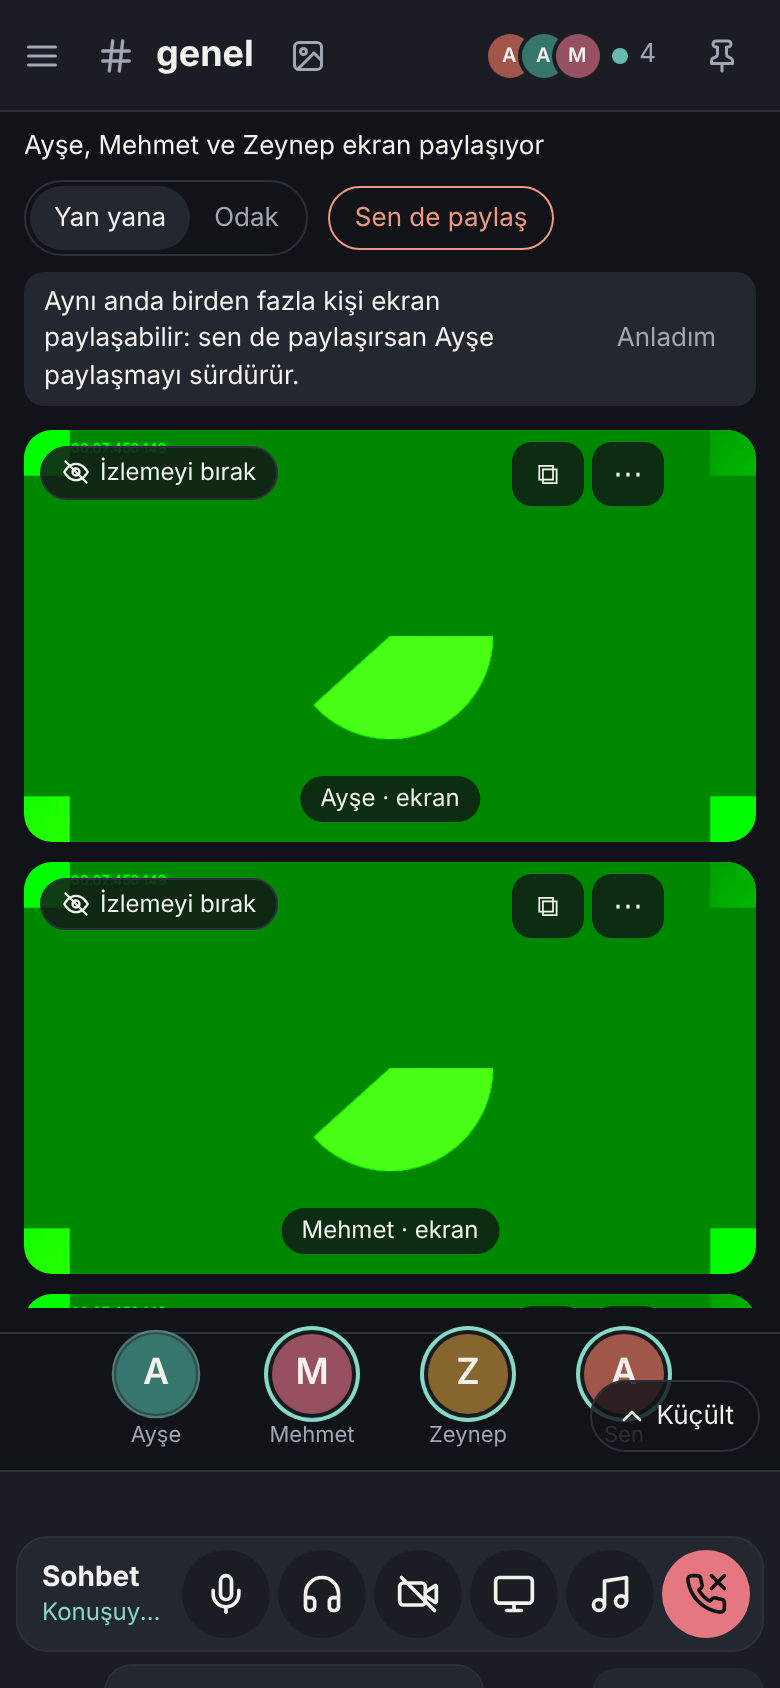 # genel
A A M 4
Ayşe, Mehmet ve Zeynep ekran paylaşıyor
Yan yana Odak Sen de paylaş
Aynı anda birden fazla kişi ekran
paylaşabilir: sen de paylaşırsan Ayşe
paylaşmayı sürdürür.
Anladım
İzlemeyi bırak
Ayşe · ekran
İzlemeyi bırak
Mehmet · ekran
A M Z A
Ayşe Mehmet Zeynep Sen
Küçült
Sohbet
Konuşuy...